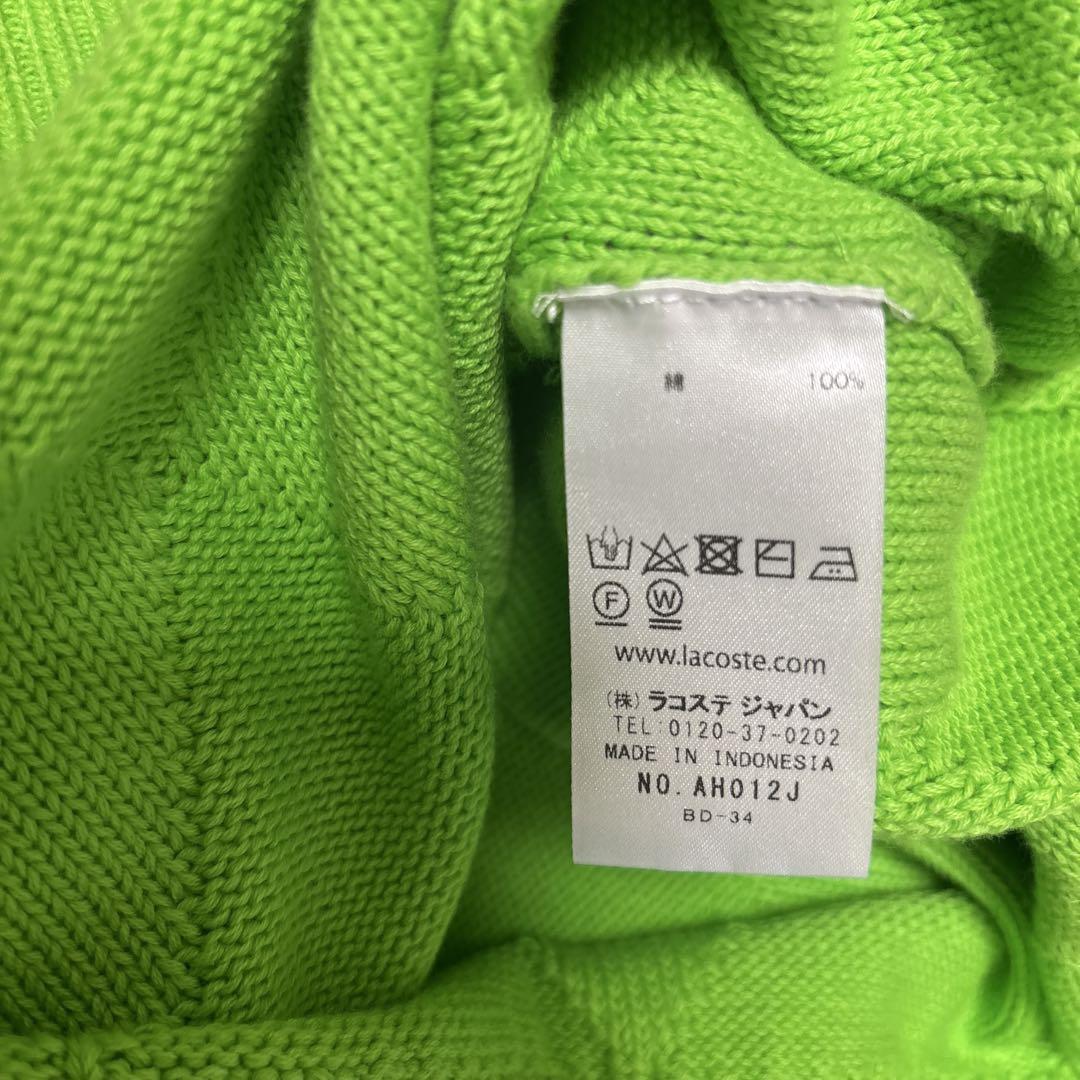 綿 100%
F W
www.lacoste.com
(株) ラコステ ジャパン
TEL:0120-37-0202
MADE IN INDONESIA
NO.AH012J
BD-34